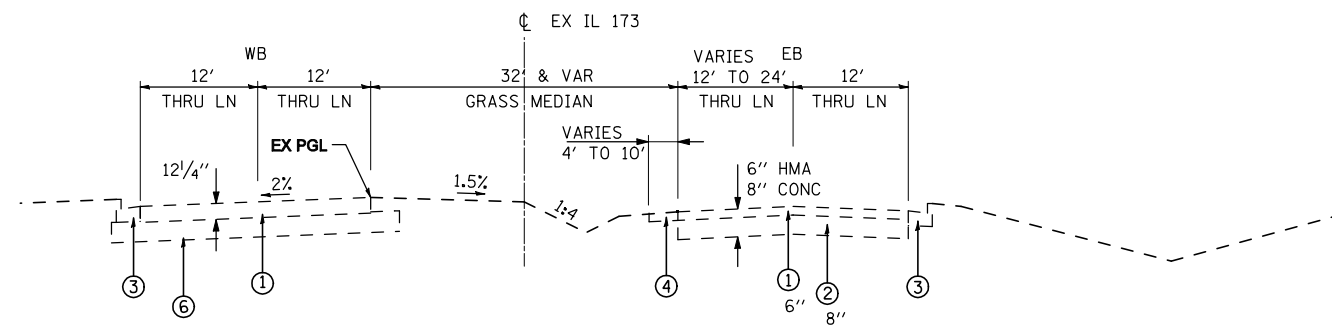 ℄ EX IL 173
WB
VARIES EB
12' 12' 32' & VAR 12' TO 24' 12'
THRU LN THRU LN GRASS MEDIAN THRU LN THRU LN
VARIES
4' TO 10'
EX PGL
12 1/4"
2%
1.5%
1:4
6" HMA
8" CONC
3 6 1 4 1 2 3
6"
8"